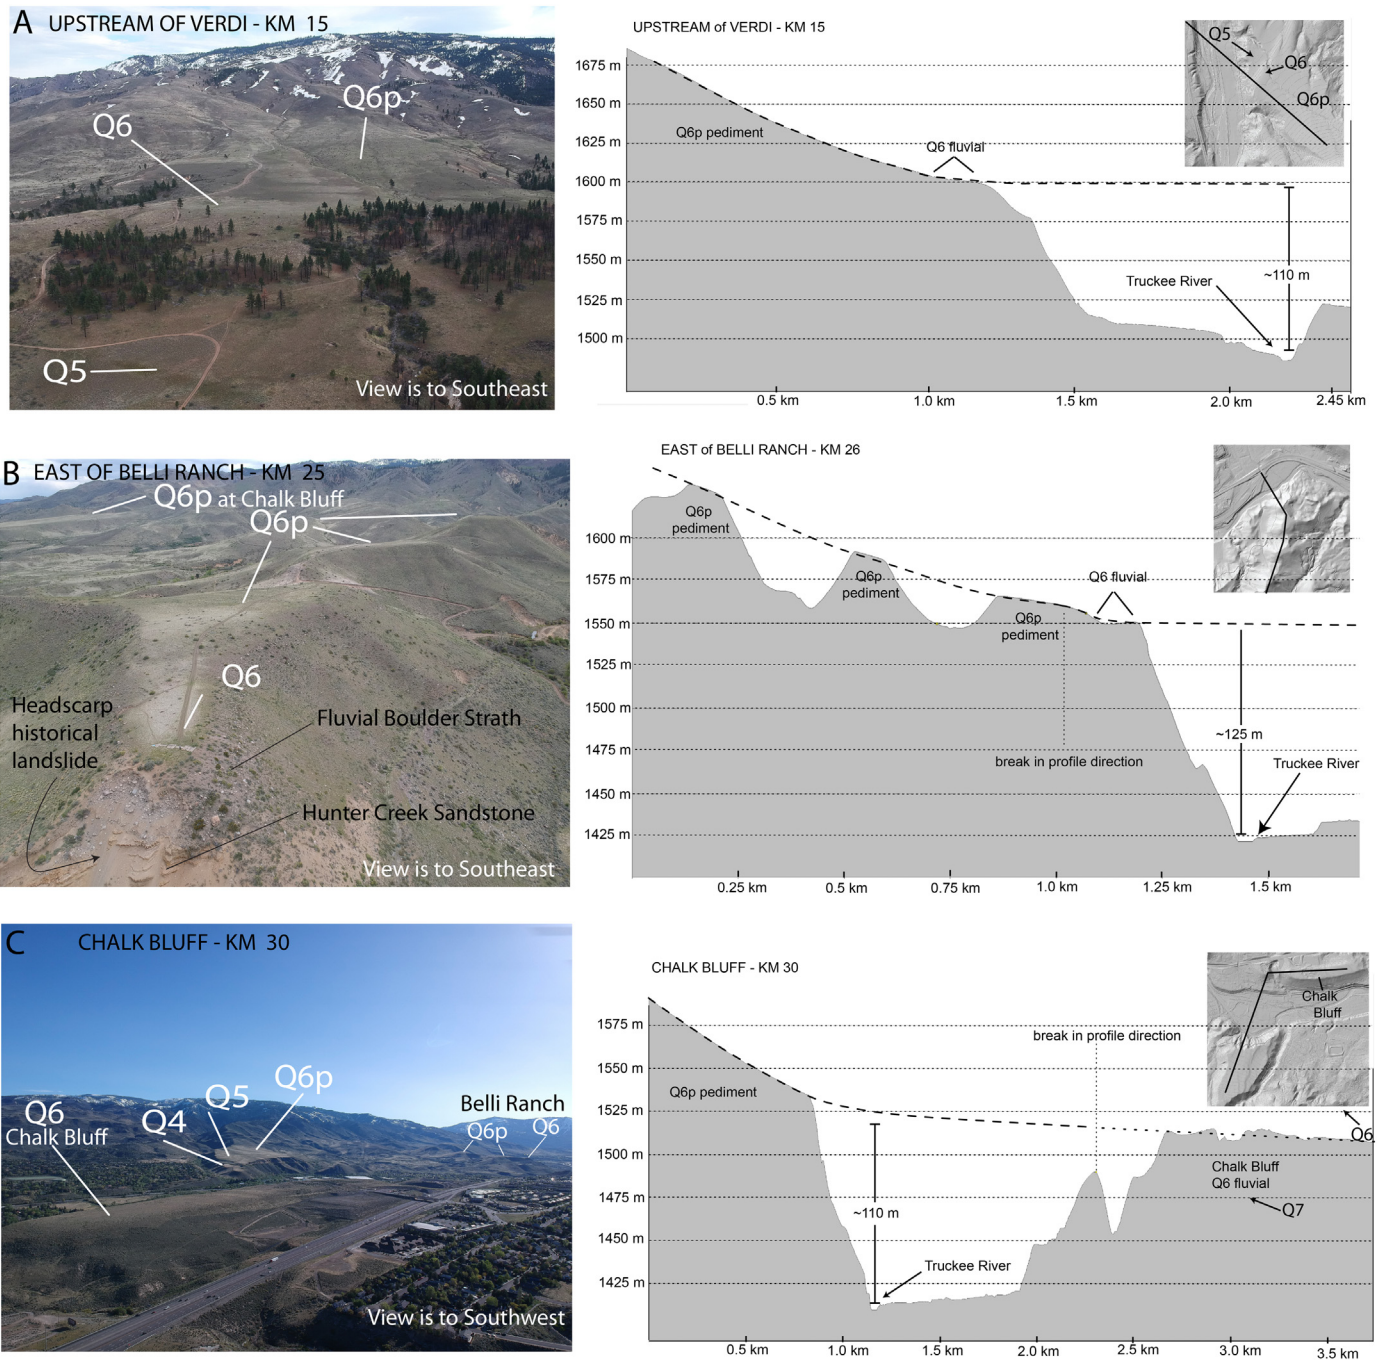 A UPSTREAM OF VERDI - KM 15
Q6p
Q6
Q5
View is to Southeast
UPSTREAM of VERDI - KM 15
1675 m
1650 m
1625 m
1600 m
1575 m
1550 m
1525 m
1500 m
Q6p pediment
Q6 fluvial
Truckee River
~110 m
0.5 km
1.0 km
1.5 km
2.0 km
2.45 km
Q5
Q6
Q6p
B EAST OF BELLI RANCH - KM 25
Q6p at Chalk Bluff
Q6p
Q6
Headscarp
historical
landslide
Fluvial Boulder Strath
Hunter Creek Sandstone
View is to Southeast
EAST of BELLI RANCH - KM 26
1600 m
1575 m
1550 m
1525 m
1500 m
1475 m
1450 m
1425 m
Q6p
pediment
Q6p
pediment
Q6p
pediment
Q6 fluvial
break in profile direction
~125 m
Truckee River
0.25 km
0.5 km
0.75 km
1.0 km
1.25 km
1.5 km
C CHALK BLUFF - KM 30
Q6
Chalk Bluff
Q4
Q5
Q6p
Belli Ranch
Q6p
Q6
View is to Southwest
CHALK BLUFF - KM 30
1575 m
1550 m
1525 m
1500 m
1475 m
1450 m
1425 m
Q6p pediment
break in profile direction
~110 m
Truckee River
Chalk Bluff
Q6 fluvial
Q7
Q6
Chalk
Bluff
0.5 km
1.0 km
1.5 km
2.0 km
2.5 km
3.0 km
3.5 km